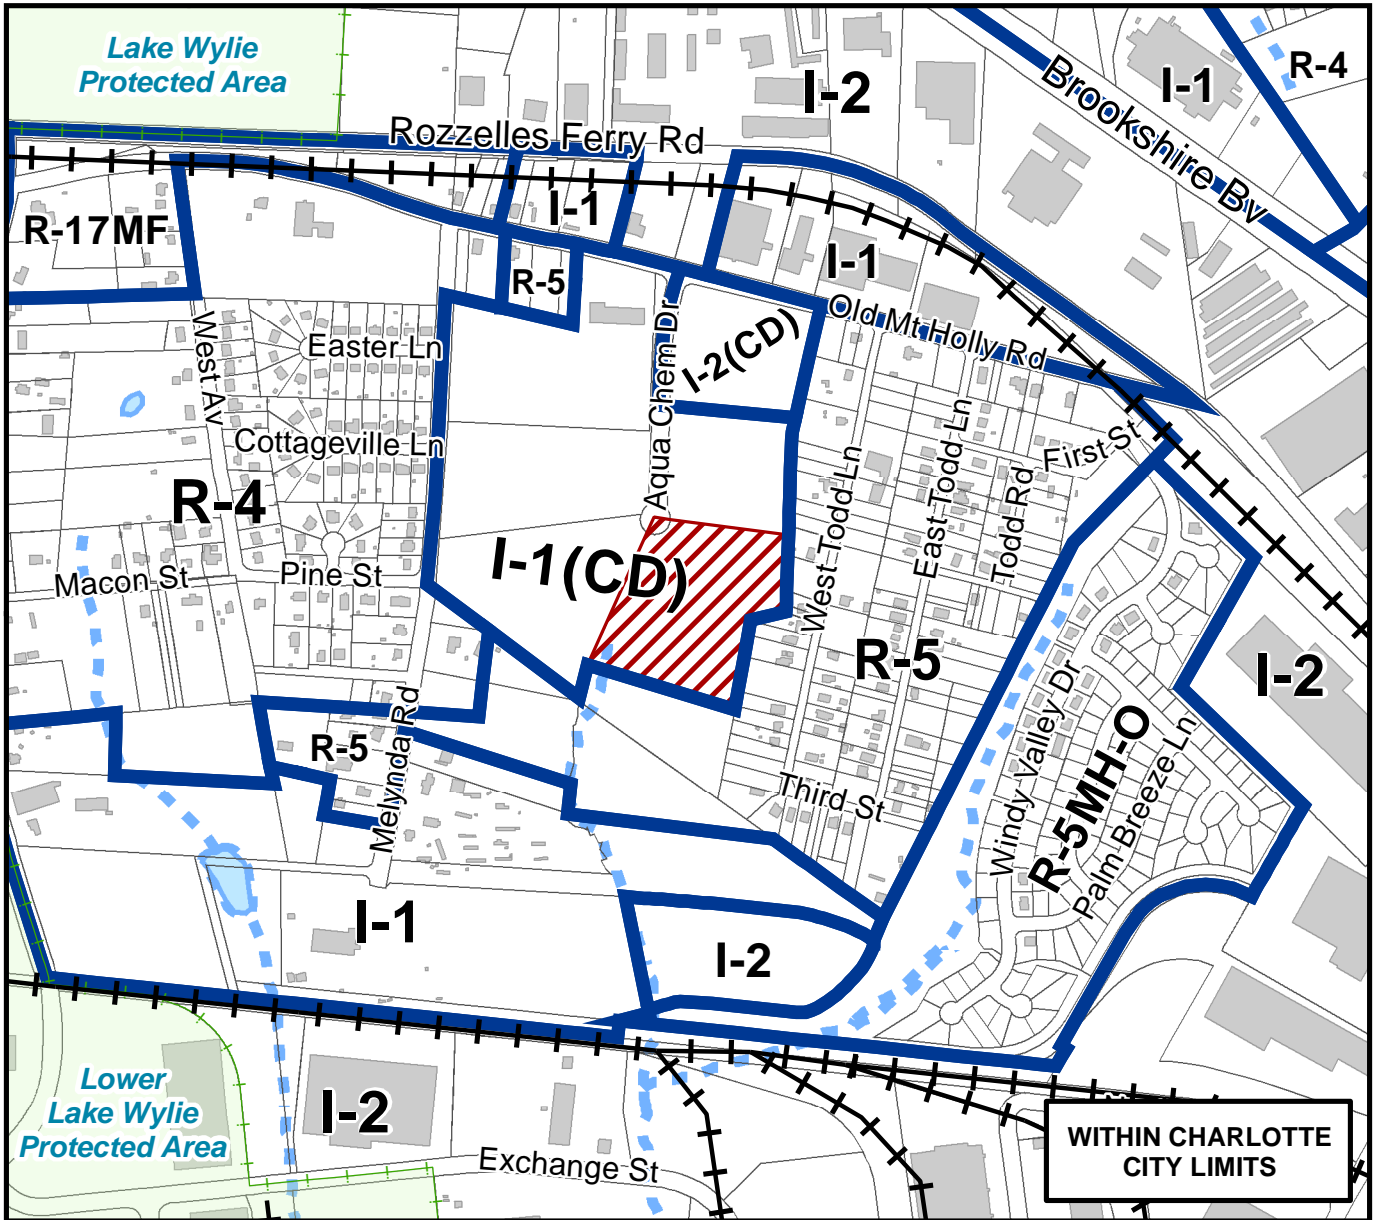 Lake Wylie
Protected Area
I-2
I-1
R-4
Brookshire Bv
Rozzelles Ferry Rd
R-17MF
I-1
I-1
R-5
Old Mt Holly Rd
I-2(CD)
West Av
Easter Ln
Aqua Chem Dr
Cottageville Ln
First St
R-4
West Todd Ln
East Todd Ln
Todd Rd
I-1(CD)
Macon St
Pine St
R-5
I-2
Windy Valley Dr
R-5MH-O
Palm Breeze Ln
R-5
Melynda Rd
Third St
I-1
I-2
Lower
Lake Wylie
Protected Area
I-2
Exchange St
WITHIN CHARLOTTE
CITY LIMITS